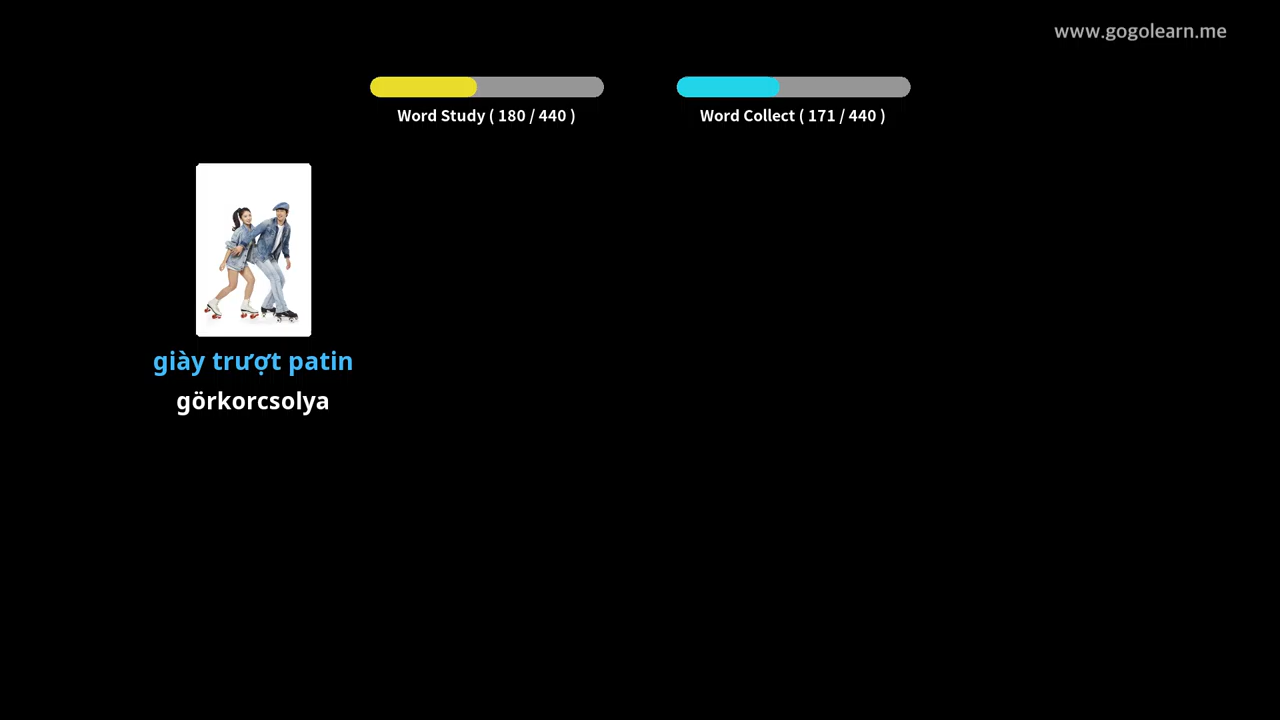 www.gogolearn.me
Word Study ( 180 / 440 )
Word Collect ( 171 / 440 )
giày trượt patin
görkorcsolya